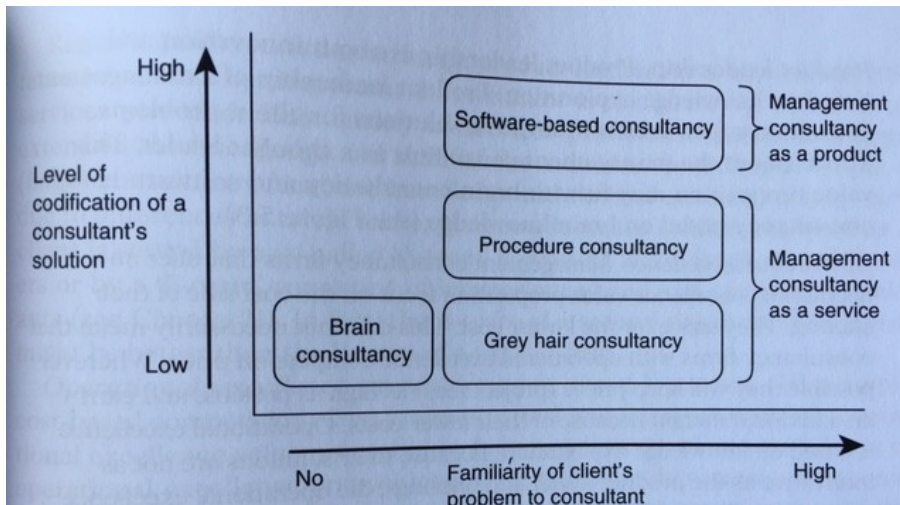 High
Level of
codification of a
consultant's
solution
Low
Software-based consultancy
Management
consultancy
as a product
Procedure consultancy
Management
consultancy
as a service
Brain
consultancy
Grey hair consultancy
No
Familiarity of client's
problem to consultant
High